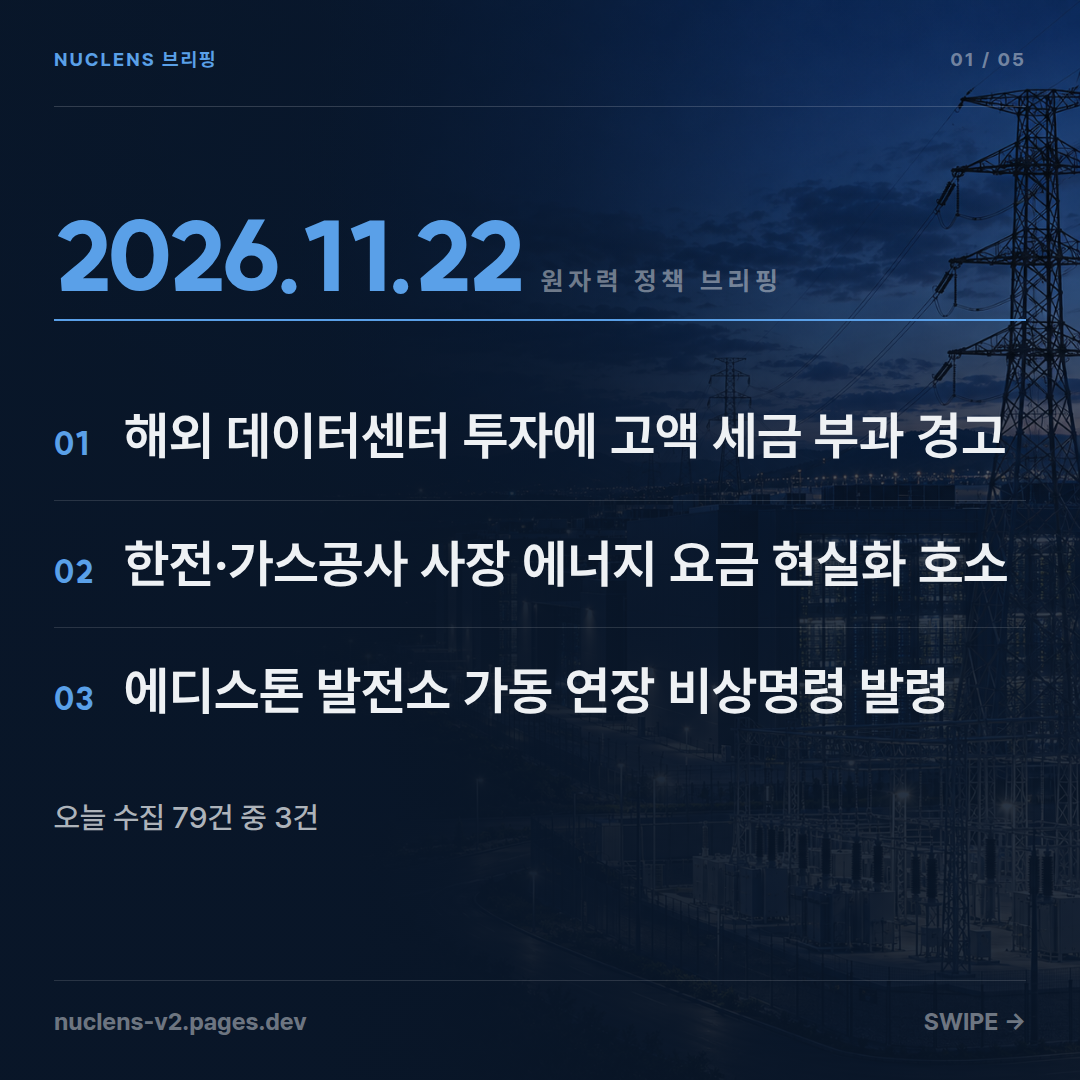 NUCLENS 브리핑
01 / 05
2026.11.22 원자력 정책 브리핑
01 해외 데이터센터 투자에 고액 세금 부과 경고
02 한전·가스공사 사장 에너지 요금 현실화 호소
03 에디스톤 발전소 가동 연장 비상명령 발령
오늘 수집 79건 중 3건
nuclens-v2.pages.dev
SWIPE →